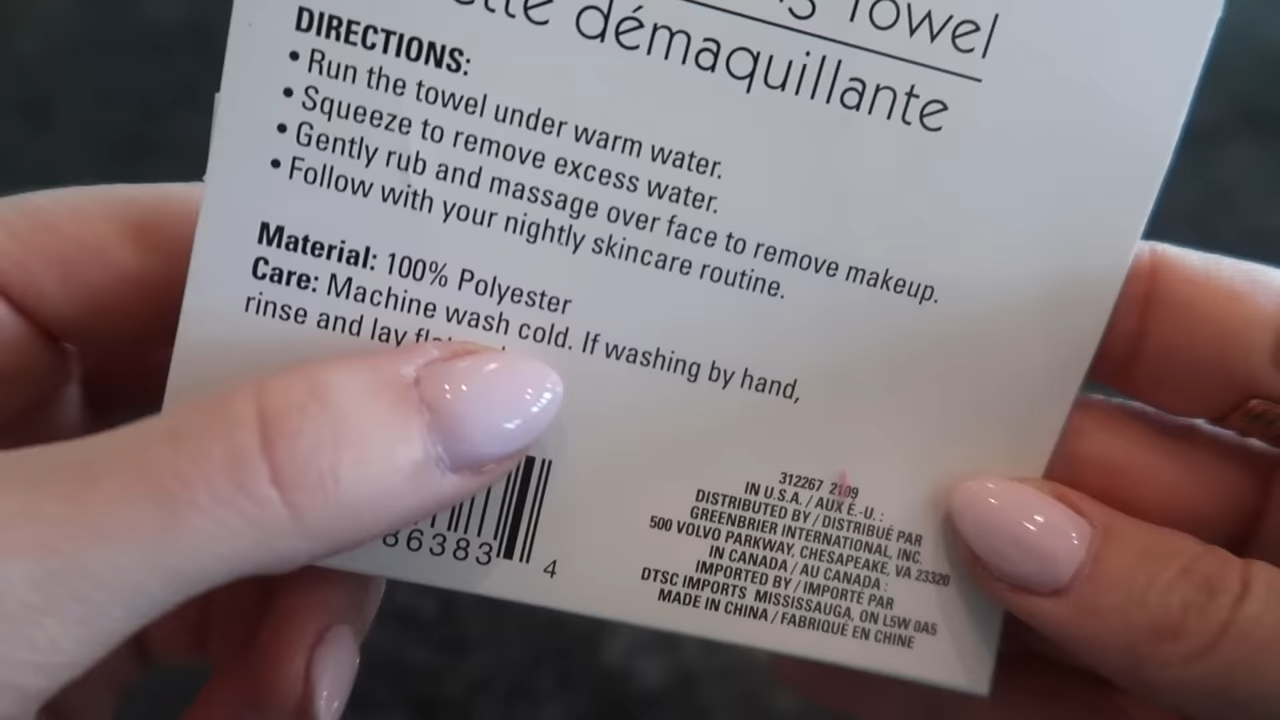 Towel
démaquillante
DIRECTIONS:
• Run the towel under warm water.
• Squeeze to remove excess water.
• Gently rub and massage over face to remove makeup.
• Follow with your nightly skincare routine.
Material: 100% Polyester
Care: Machine wash cold. If washing by hand,
rinse and lay
86383 4
312267 2109
IN U.S.A. / AUX É.-U. :
DISTRIBUTED BY / DISTRIBUÉ PAR
GREENBRIER INTERNATIONAL, INC.
500 VOLVO PARKWAY, CHESAPEAKE, VA 23320
IN CANADA / AU CANADA :
IMPORTED BY / IMPORTÉ PAR
DTSC IMPORTS MISSISSAUGA, ON L5W 0A5
MADE IN CHINA / FABRIQUÉ EN CHINE